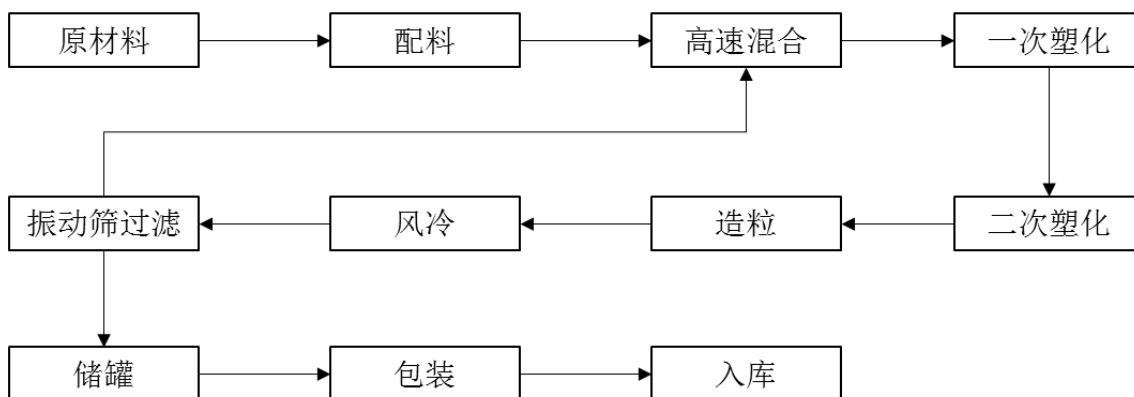 原材料
配料
高速混合
一次塑化
振动筛过滤
风冷
造粒
二次塑化
储罐
包装
入库